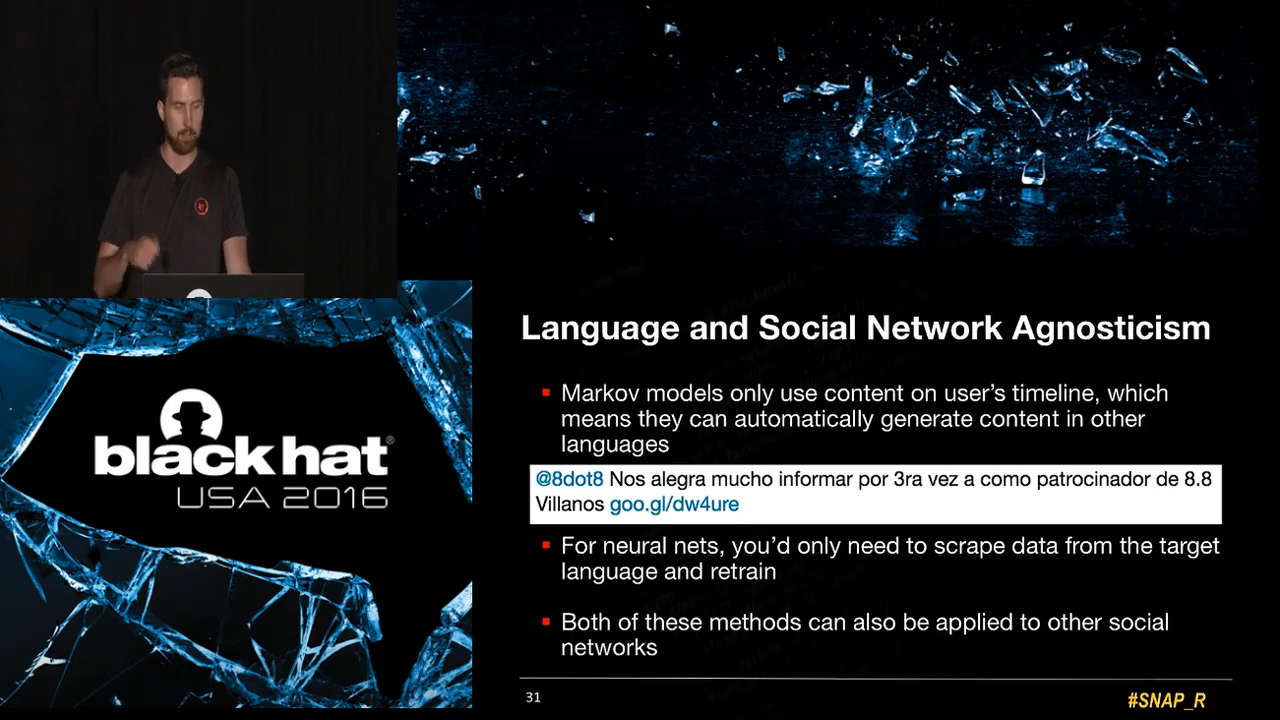 black hat®
USA 2016
Language and Social Network Agnosticism
Markov models only use content on user’s timeline, which
means they can automatically generate content in other
languages
@8dot8 Nos alegra mucho informar por 3ra vez a como patrocinador de 8.8
Villanos goo.gl/dw4ure
For neural nets, you’d only need to scrape data from the target
language and retrain
Both of these methods can also be applied to other social
networks
31
#SNAP_R